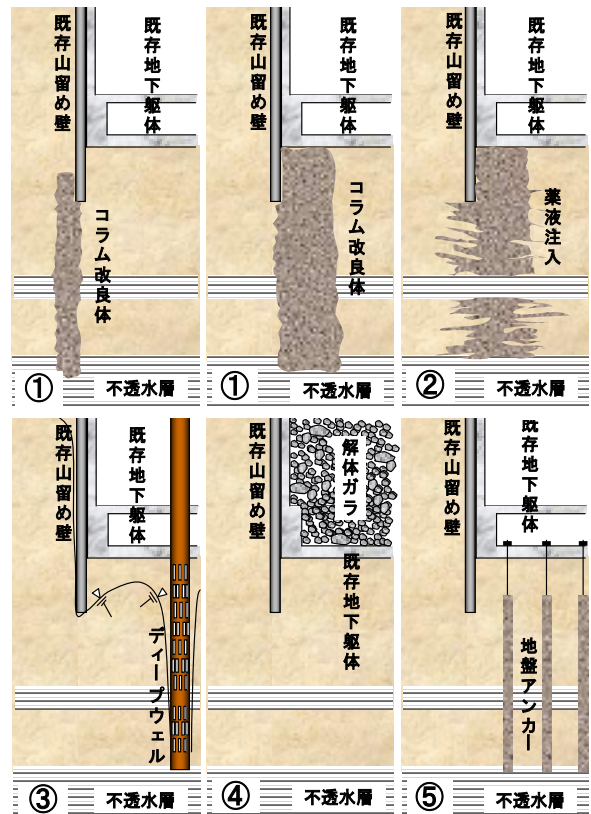 既存山留め壁
既存地下躯体
コラム改良体
①
不透水層
既存山留め壁
既存地下躯体
コラム改良体
①
不透水層
既存山留め壁
既存地下躯体
薬液注入
②
不透水層
既存山留め壁
既存地下躯体
ディープウェル
③
不透水層
既存山留め壁
解体ガラ
既存地下躯体
④
不透水層
既存山留め壁
既存地下躯体
地盤アンカー
⑤
不透水層